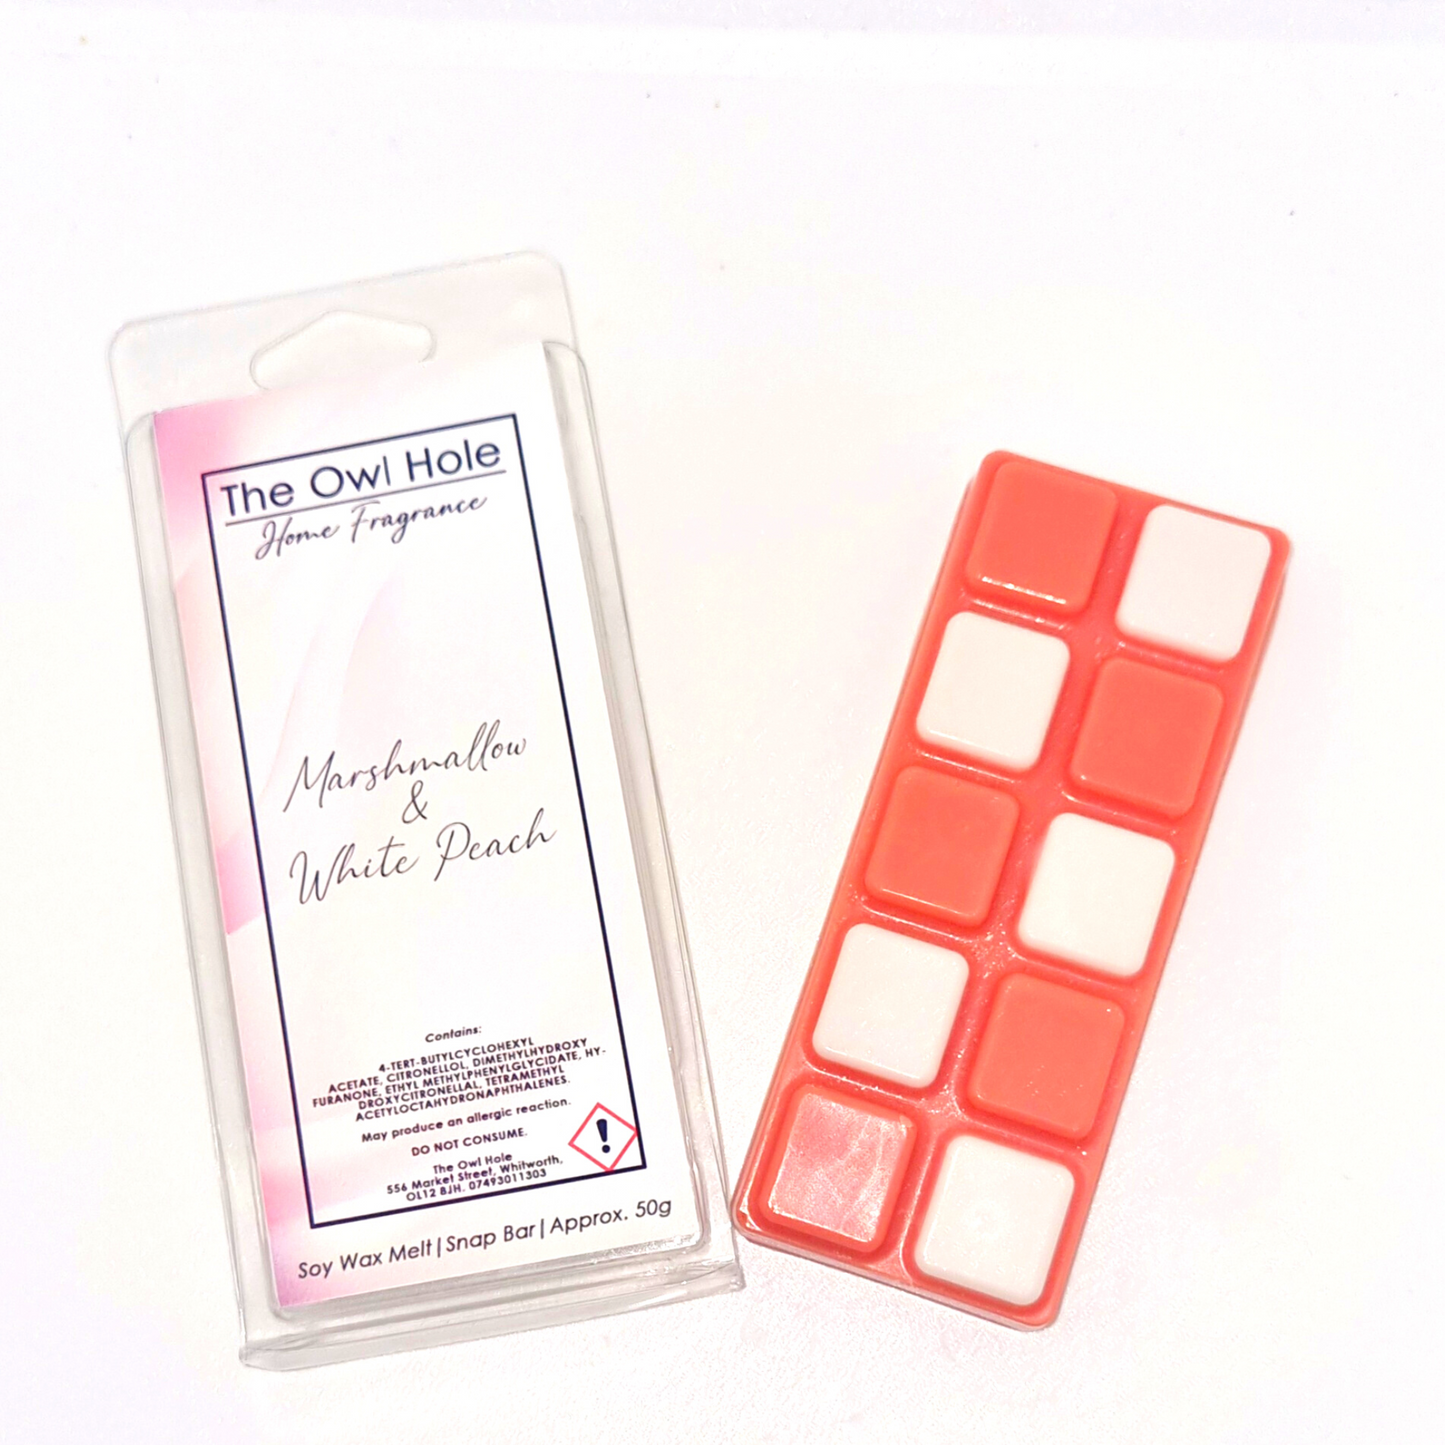 The Owl Hole
Home Fragrance
Marshmallow
&
White Peach
Contains:
4-TERT-BUTYLCYCLOHEXYL
ACETATE, CITRONELLOL, DIMETHYLHYDROXY
FURANONE, ETHYL METHYLPHENYLGLYCIDATE, HY-
DROXYCITRONELLAL, TETRAMETHYL
ACETYLOCTAHYDRONAPHTHALENES.
May produce an allergic reaction.
DO NOT CONSUME.
The Owl Hole
556 Market Street, Whitworth,
OL12 8JH. 07493011303
Soy Wax Melt|Snap Bar|Approx. 50g